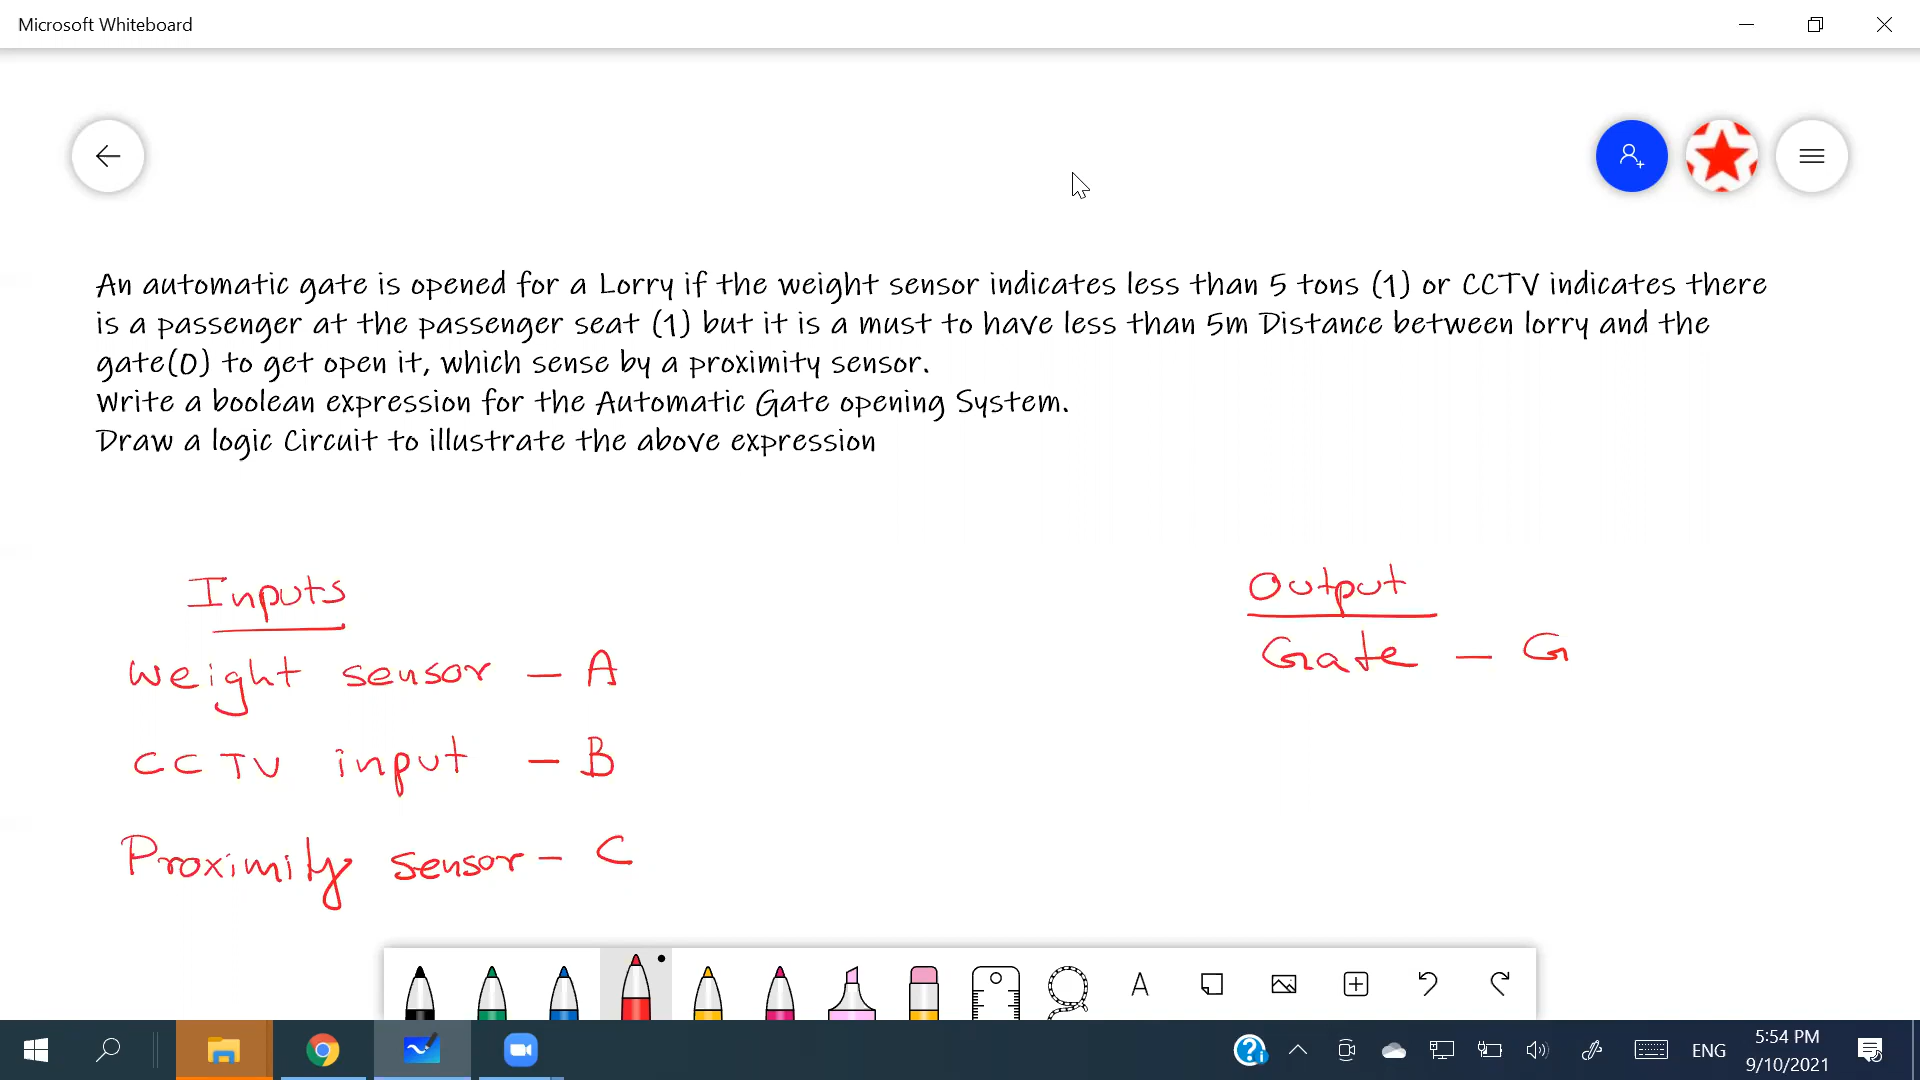 Microsoft Whiteboard
An automatic gate is opened for a Lorry if the weight sensor indicates less than 5 tons (1) or CCTV indicates there
is a passenger at the passenger seat (1) but it is a must to have less than 5m Distance between lorry and the
gate(0) to get open it, which sense by a proximity sensor.
Write a boolean expression for the Automatic Gate opening System.
Draw a logic Circuit to illustrate the above expression
Inputs
Output
Weight sensor - A
Gate - G
CCTV input - B
Proximity sensor - C
A
ENG
5:54 PM
9/10/2021